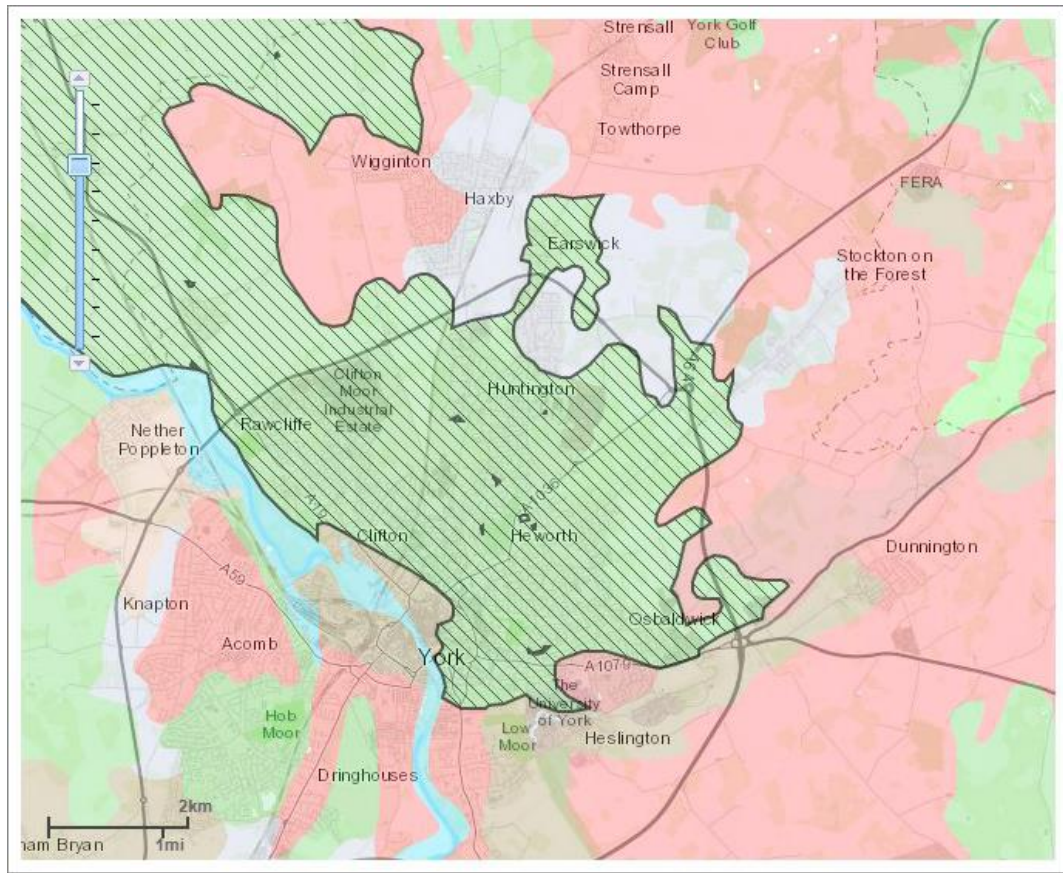 Strensall
York Golf
Club
Strensall
Camp
Towthorpe
Wigginton
FERA
Haxby
Earswick
Stockton on
the Forest
A64
Clifton
Moor
Industrial
Estate
Huntington
Rawcliffe
Nether
Poppleton
A19
A1036
Clifton
Heworth
Dunnington
A59
Knapton
Osbaldwick
Acomb
York
A1079
The
University
of York
Hob
Moor
Low
Moor
Heslington
Dringhouses
2km
1mi
ham Bryan